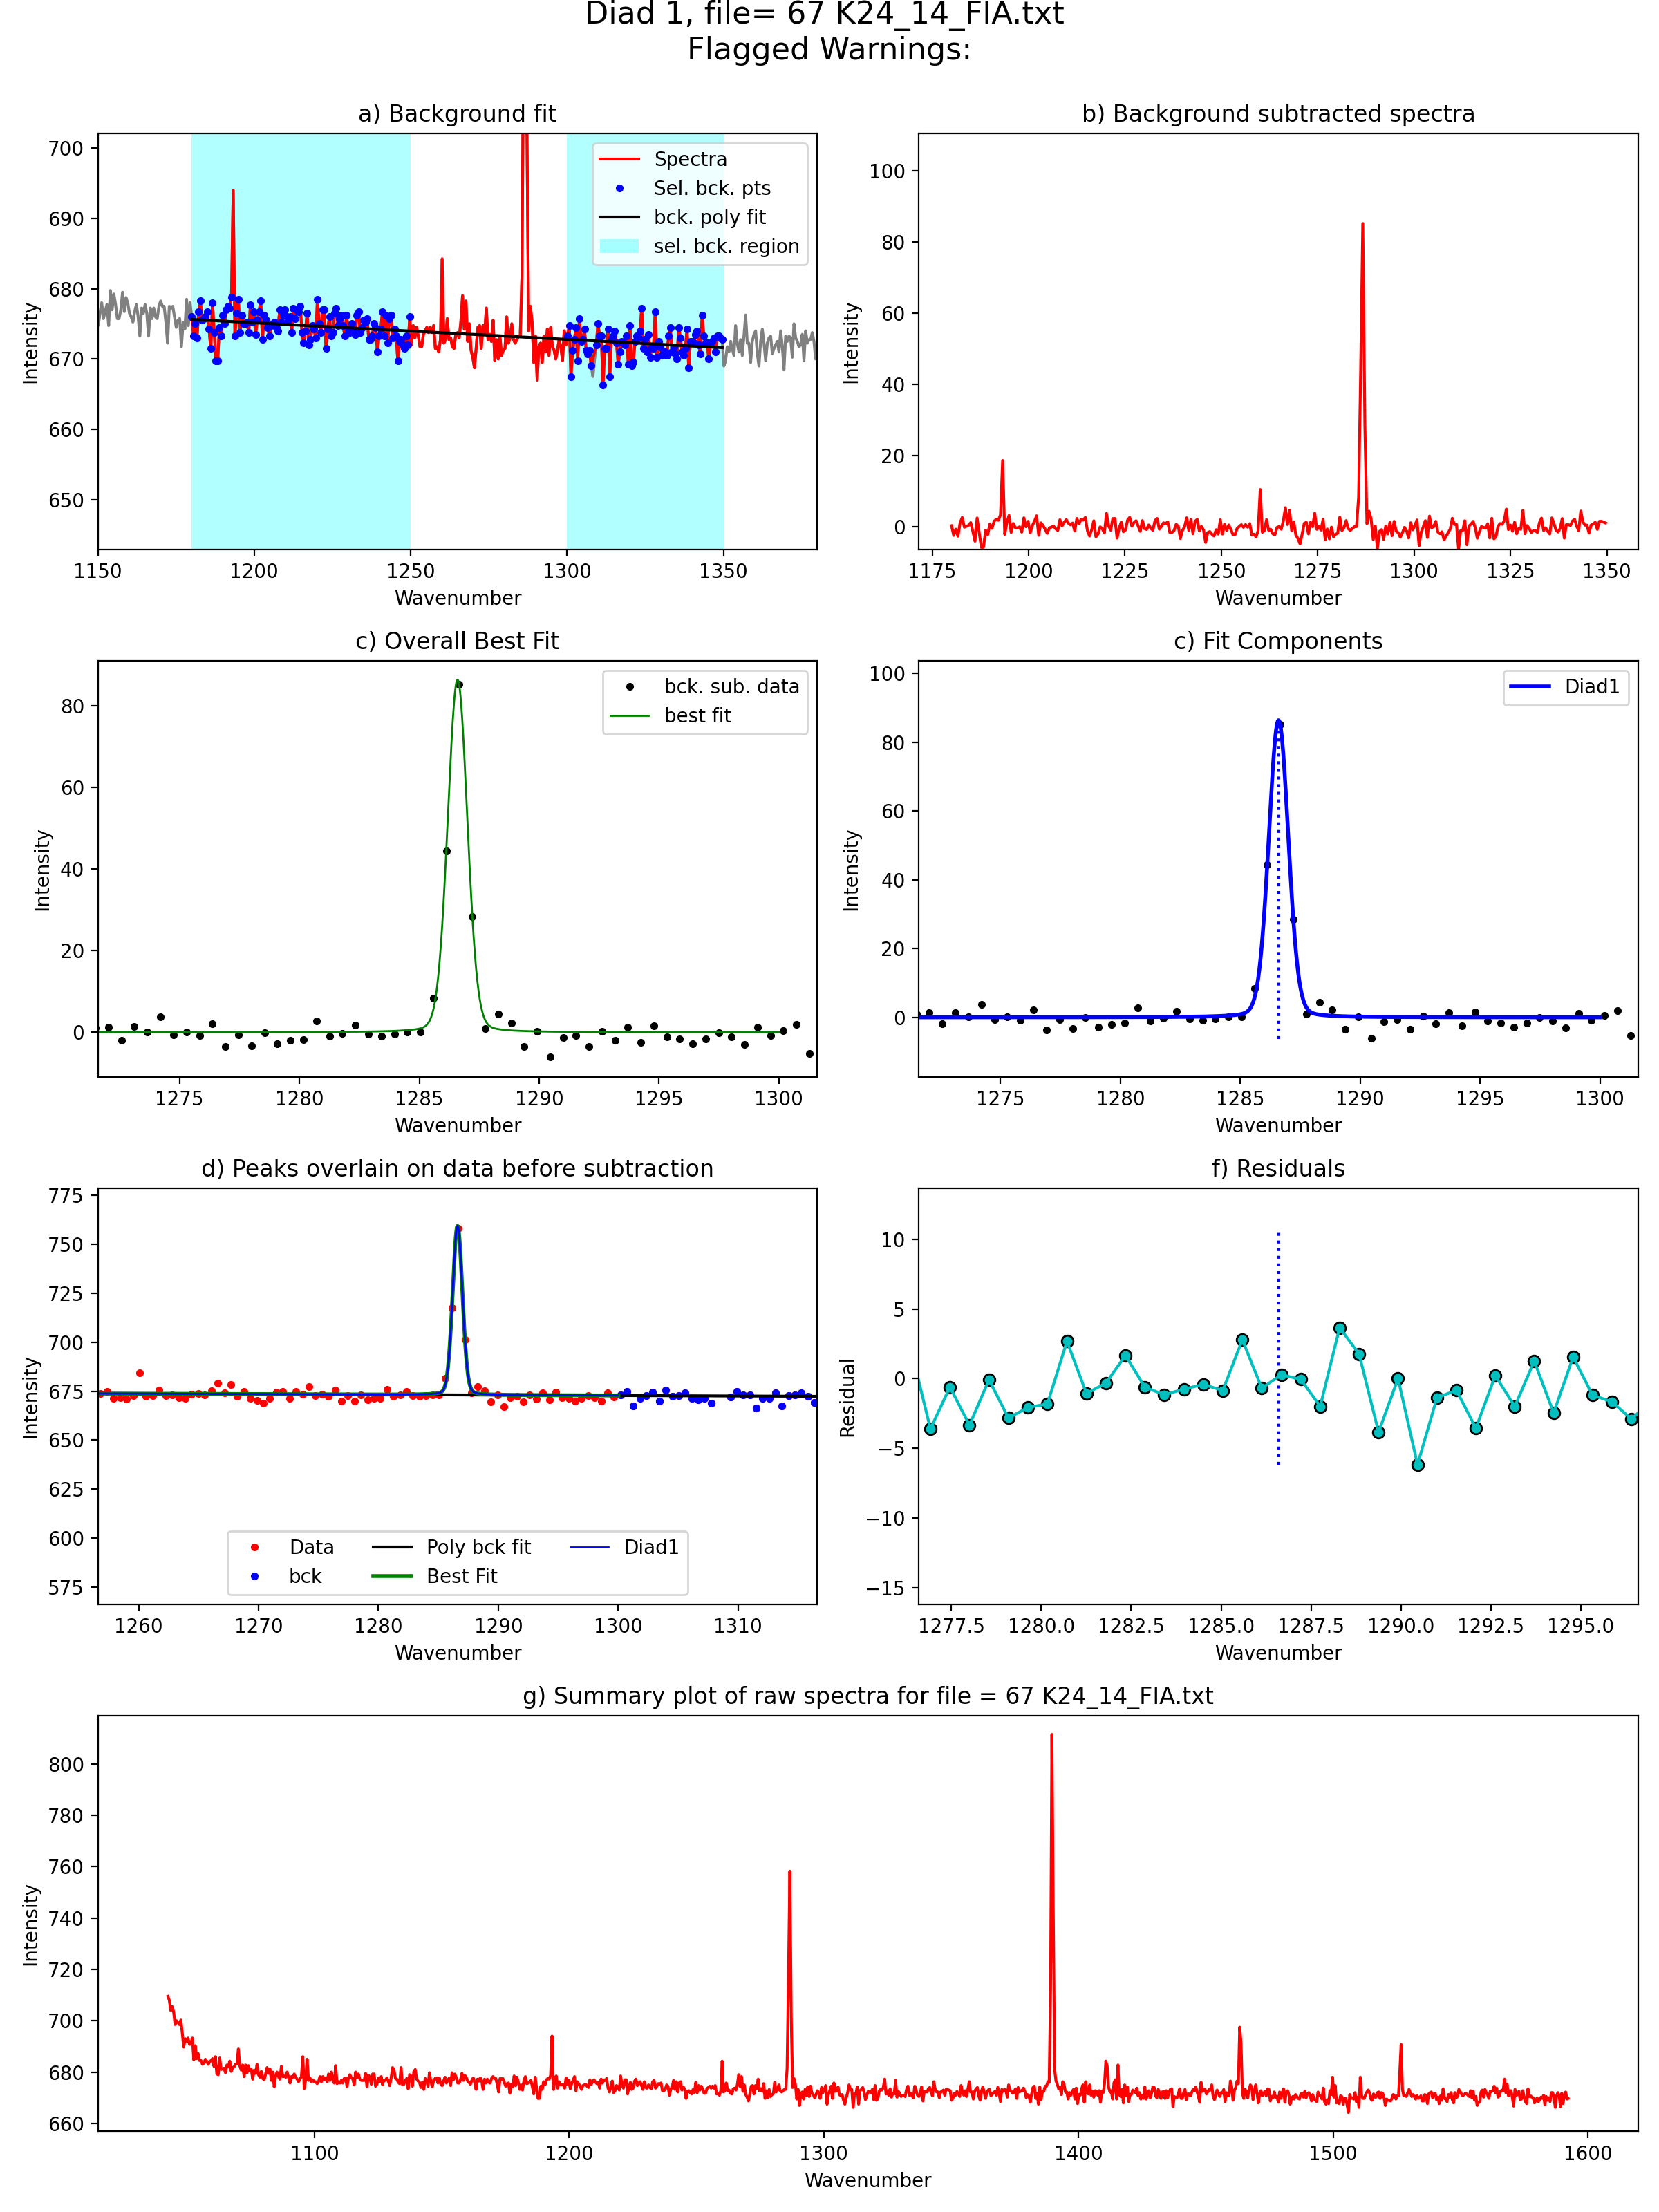 Diad 1, file= 67 K24_14_FIA.txt
Flagged Warnings:
a) Background fit
700
690
680
670
660
650
Intensity
1150
1200
1250
1300
1350
Wavenumber
Spectra
Sel. bck. pts
bck. poly fit
sel. bck. region
b) Background subtracted spectra
100
80
60
40
20
0
Intensity
1175
1200
1225
1250
1275
1300
1325
1350
Wavenumber
c) Overall Best Fit
80
60
40
20
0
Intensity
1275
1280
1285
1290
1295
1300
Wavenumber
bck. sub. data
best fit
c) Fit Components
100
80
60
40
20
0
Intensity
1275
1280
1285
1290
1295
1300
Wavenumber
Diad1
d) Peaks overlain on data before subtraction
775
750
725
700
675
650
625
600
575
Intensity
1260
1270
1280
1290
1300
1310
Wavenumber
Data
bck
Poly bck fit
Best Fit
Diad1
f) Residuals
10
5
0
−5
−10
−15
Residual
1277.5
1280.0
1282.5
1285.0
1287.5
1290.0
1292.5
1295.0
Wavenumber
g) Summary plot of raw spectra for file = 67 K24_14_FIA.txt
800
780
760
740
720
700
680
660
Intensity
1100
1200
1300
1400
1500
1600
Wavenumber